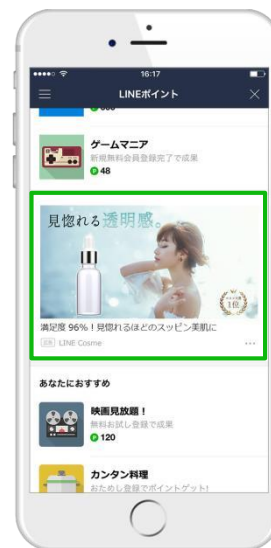 16:17
LINEポイント
ゲームマニア
新規無料会員登録完了で成果
P 48
見惚れる透明感。
1位
満足度 96%！見惚れるほどのスッピン美肌に
広告 LINE Cosme
あなたにおすすめ
映画見放題！
無料お試し登録で成果
P 120
カンタン料理
おためし登録でポイントゲット!